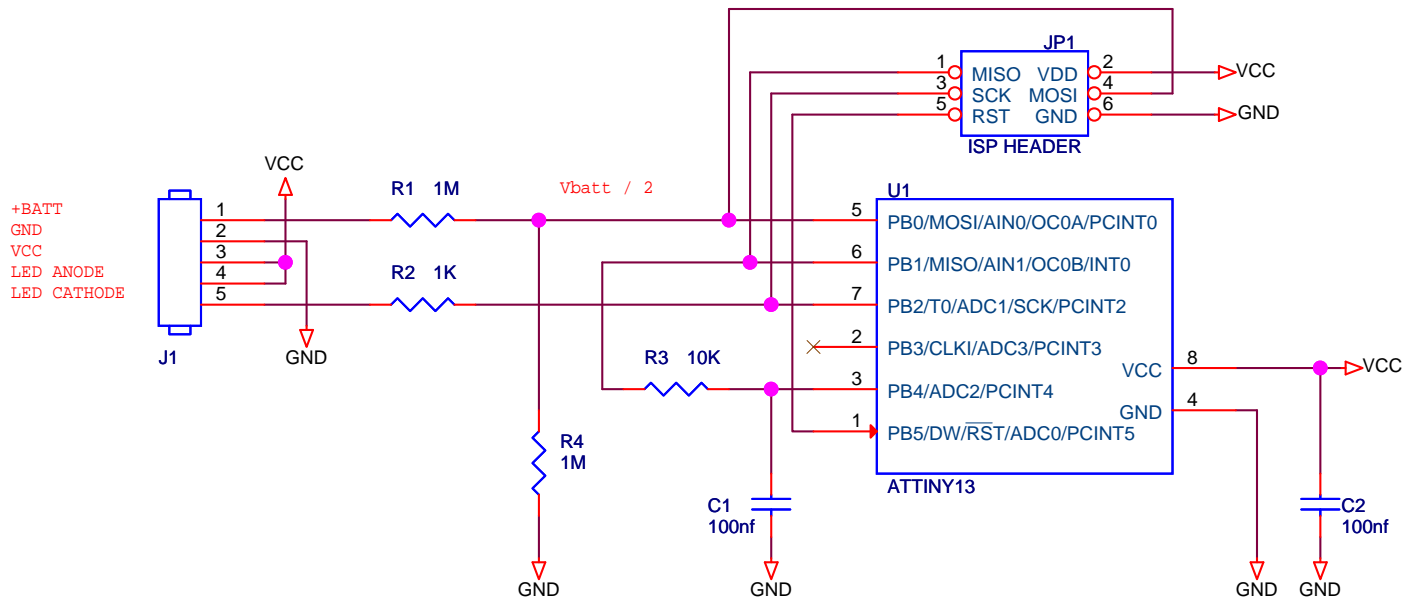 JP1
1 MISO VDD 2 VCC
3 SCK MOSI 4
5 RST GND 6 GND
ISP HEADER
VCC
+BATT
GND
VCC
LED ANODE
LED CATHODE
1
2
3
4
5
J1
GND
R1 1M
Vbatt / 2
R2 1K
R3 10K
R4
1M
GND
C1
100nf
GND
U1
5 PB0/MOSI/AIN0/OC0A/PCINT0
6 PB1/MISO/AIN1/OC0B/INT0
7 PB2/T0/ADC1/SCK/PCINT2
2 PB3/CLKI/ADC3/PCINT3
3 PB4/ADC2/PCINT4
1 PB5/DW/RST/ADC0/PCINT5
VCC 8 VCC
GND 4
ATTINY13
C2
100nf
GND
GND